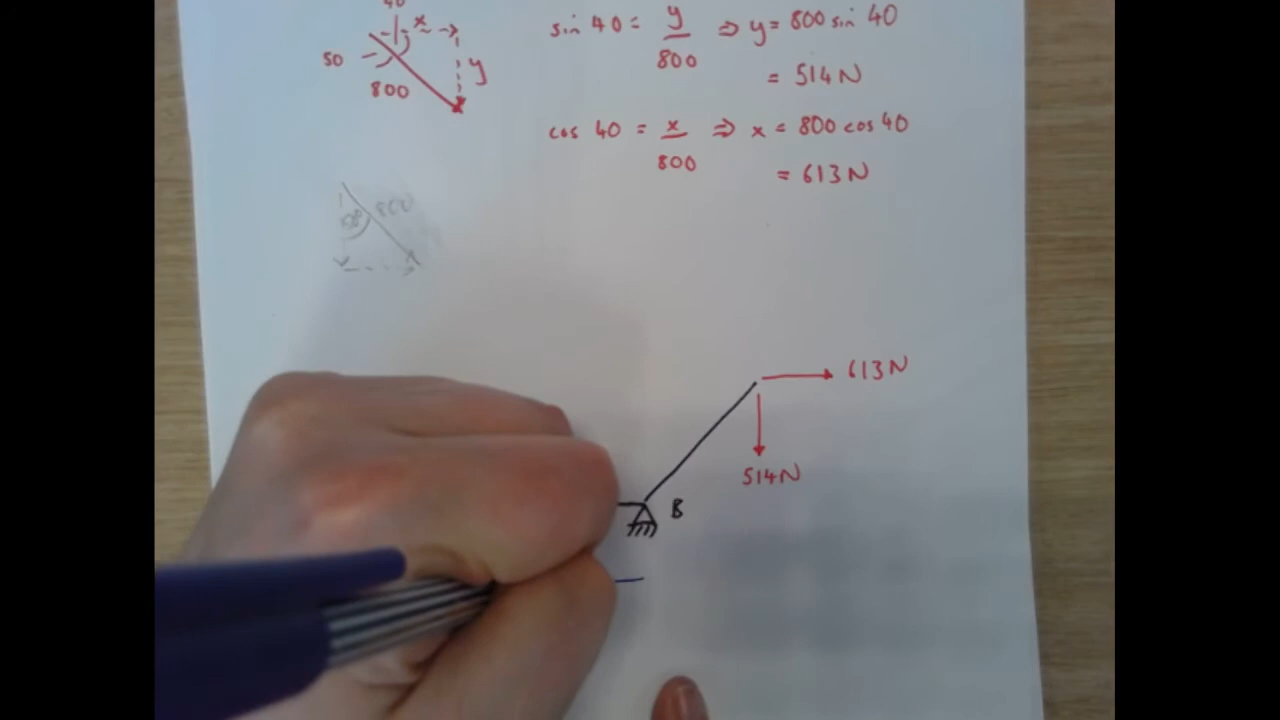 40
x
50
y
800
sin 40 = y/800 ⇒ y = 800 sin 40
= 514N
cos 40 = x/800 ⇒ x = 800 cos 40
= 613N
800
613N
514N
B